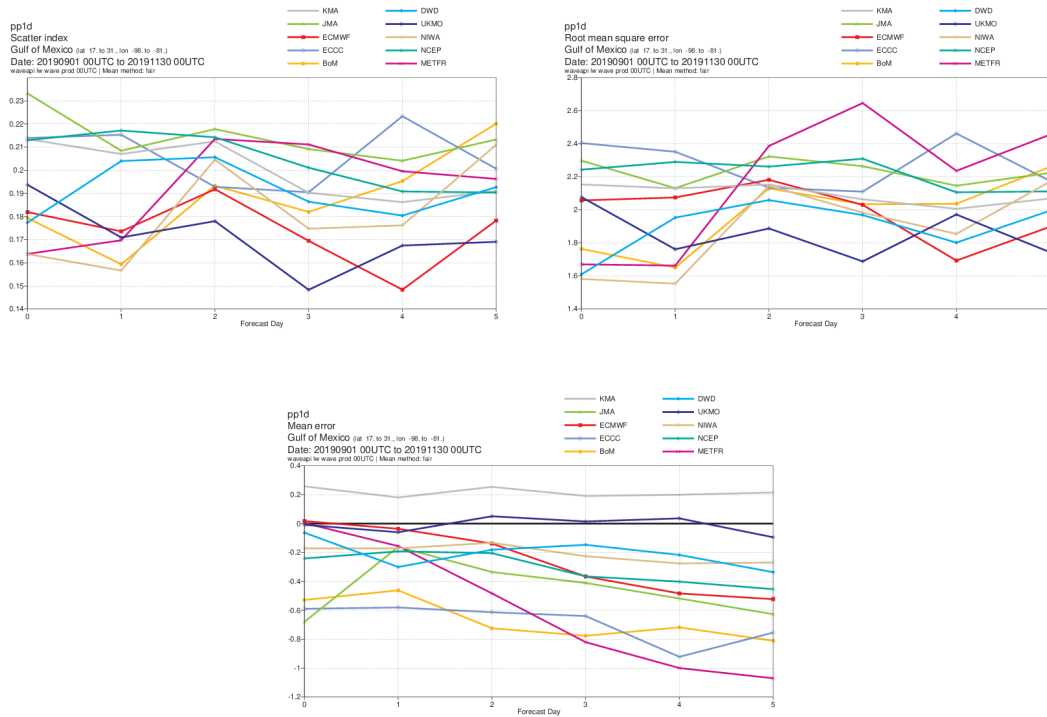 pp1d
Scatter index
Gulf of Mexico (lat 17. to 31., lon -98. to -81.)
Date: 20190901 00UTC to 20191130 00UTC
waveapi lw wave prod 00UTC | Mean method: fair
KMA
JMA
ECMWF
ECCC
BoM
DWD
UKMO
NIWA
NCEP
METFR
0.23
0.22
0.21
0.2
0.19
0.18
0.17
0.16
0.15
0.14
0 1 2 3 4 5
Forecast Day
pp1d
Root mean square error
Gulf of Mexico (lat 17. to 31., lon -98. to -81.)
Date: 20190901 00UTC to 20191130 00UTC
waveapi lw wave prod 00UTC | Mean method: fair
KMA
JMA
ECMWF
ECCC
BoM
DWD
UKMO
NIWA
NCEP
METFR
2.8
2.6
2.4
2.2
2
1.8
1.6
1.4
0 1 2 3 4
Forecast Day
pp1d
Mean error
Gulf of Mexico (lat 17. to 31., lon -98. to -81.)
Date: 20190901 00UTC to 20191130 00UTC
waveapi lw wave prod 00UTC | Mean method: fair
KMA
JMA
ECMWF
ECCC
BoM
DWD
UKMO
NIWA
NCEP
METFR
0.4
0.2
0
-0.2
-0.4
-0.6
-0.8
-1
-1.2
0 1 2 3 4 5
Forecast Day